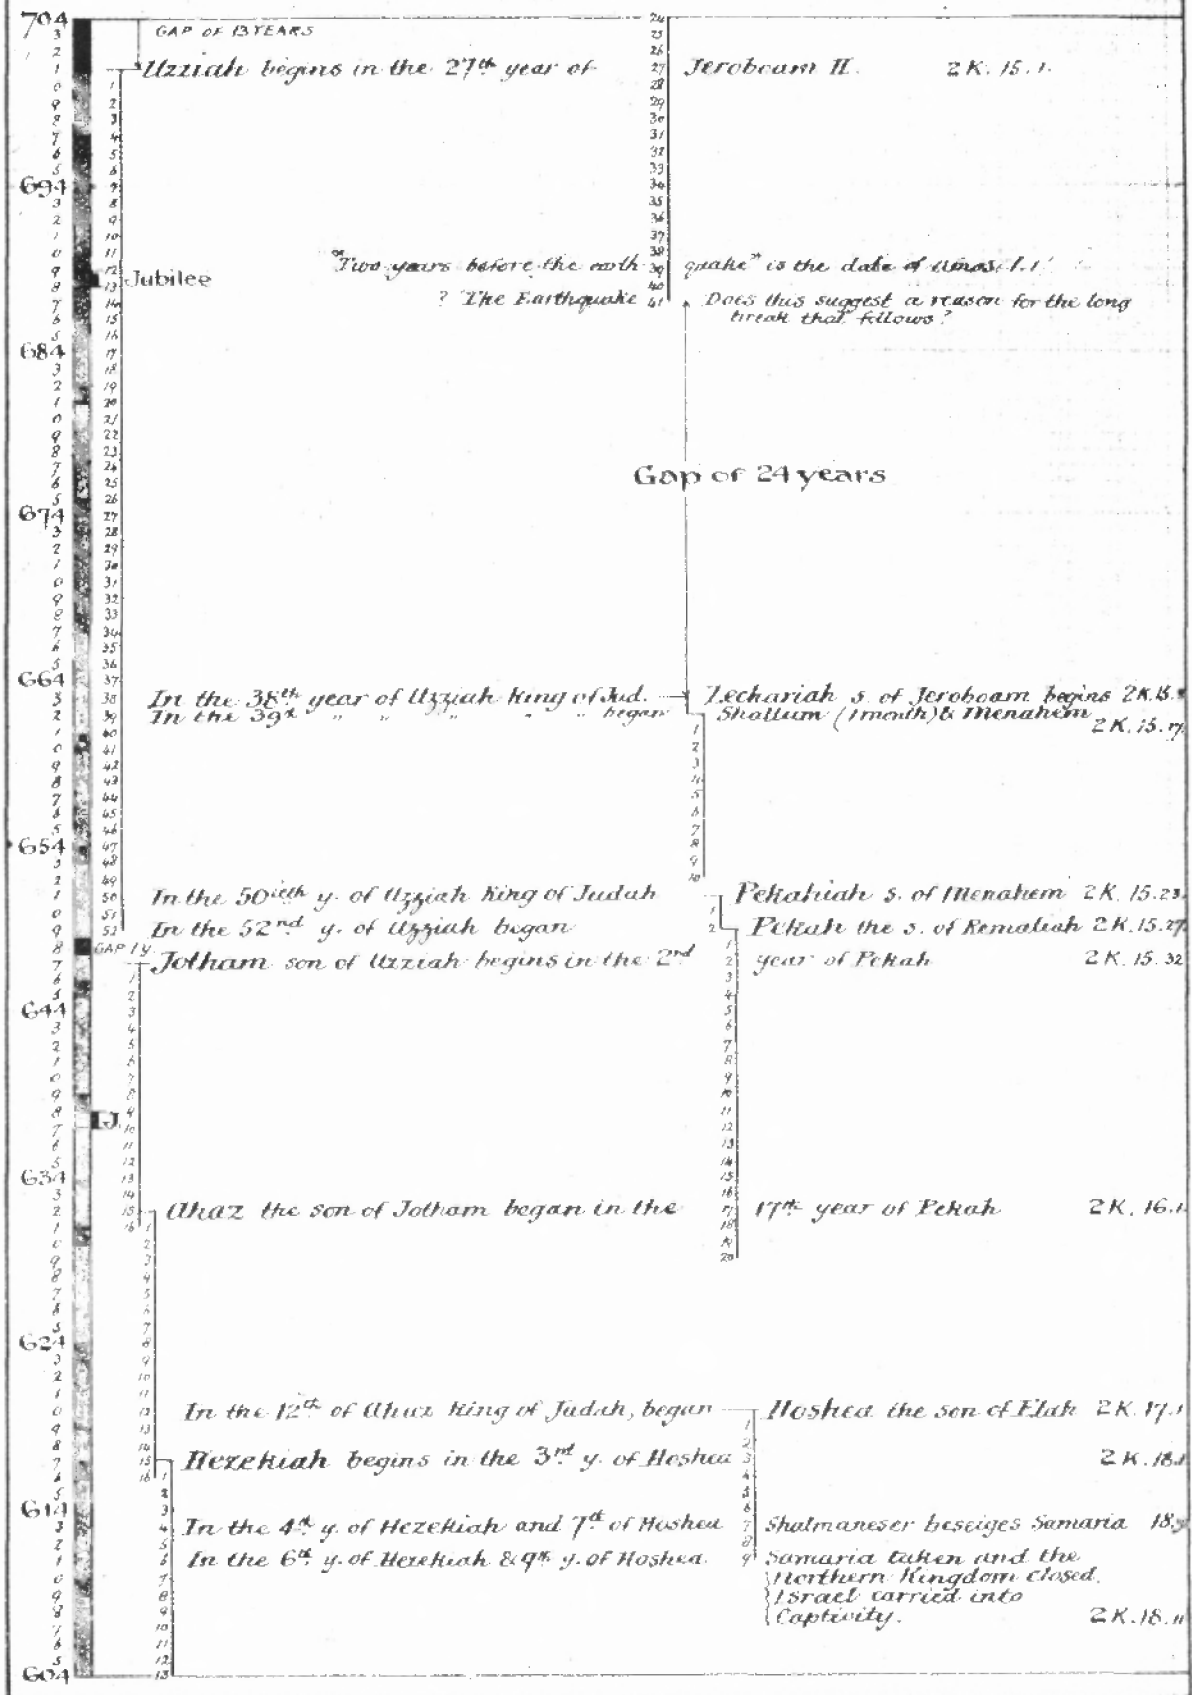 704
GAP OF 13 YEARS
Uzziah begins in the 27th year of Jeroboam II. 2 K. 15. 1.
694
"Two years before the earth quake" is the date of Amos. 1. 1
Jubilee
? The Earthquake 41 Does this suggest a reason for the long
break that follows?
684
Gap of 24 years
674
664
In the 38th year of Uzziah King of Jud. Zechariah s. of Jeroboam begins 2 K. 15.
In the 39th " " " " " began Shallum (1 month) & Menahem
2 K. 15. 17
654
In the 50ieth y. of Uzziah King of Judah Pekahiah s. of Menahem 2 K. 15. 23.
In the 52nd y. of Uzziah began Pekah the s. of Remaliah 2 K. 15. 27
GAP 1 y.
Jotham son of Uzziah begins in the 2nd year of Pekah 2 K. 15. 32
644
J.
634
Ahaz the son of Jotham began in the 17th year of Pekah 2 K. 16. 1.
624
In the 12th of Ahaz King of Judah, began Hoshea the son of Elah 2 K. 17. 1
Hezekiah begins in the 3rd y. of Hoshea 2 K. 18. 1
614
In the 4th y. of Hezekiah and 7th of Hoshea Shalmaneser beseiges Samaria 18. 9
In the 6th y. of Hezekiah & 9th y. of Hoshea. Samaria taken and the
Northern Kingdom closed.
Israel carried into
Captivity. 2 K. 18. 11
604